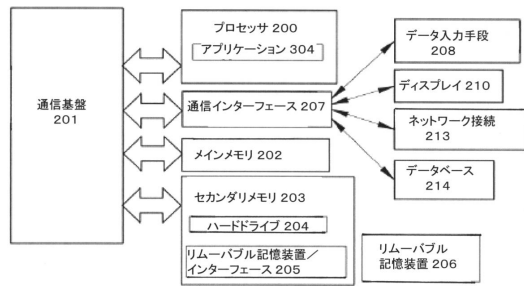 通信基盤
201
プロセッサ 200
アプリケーション 304
通信インターフェース 207
メインメモリ 202
セカンダリメモリ 203
ハードドライブ 204
リムーバブル記憶装置／
インターフェース 205
データ入力手段
208
ディスプレイ 210
ネットワーク接続
213
データベース
214
リムーバブル
記憶装置 206